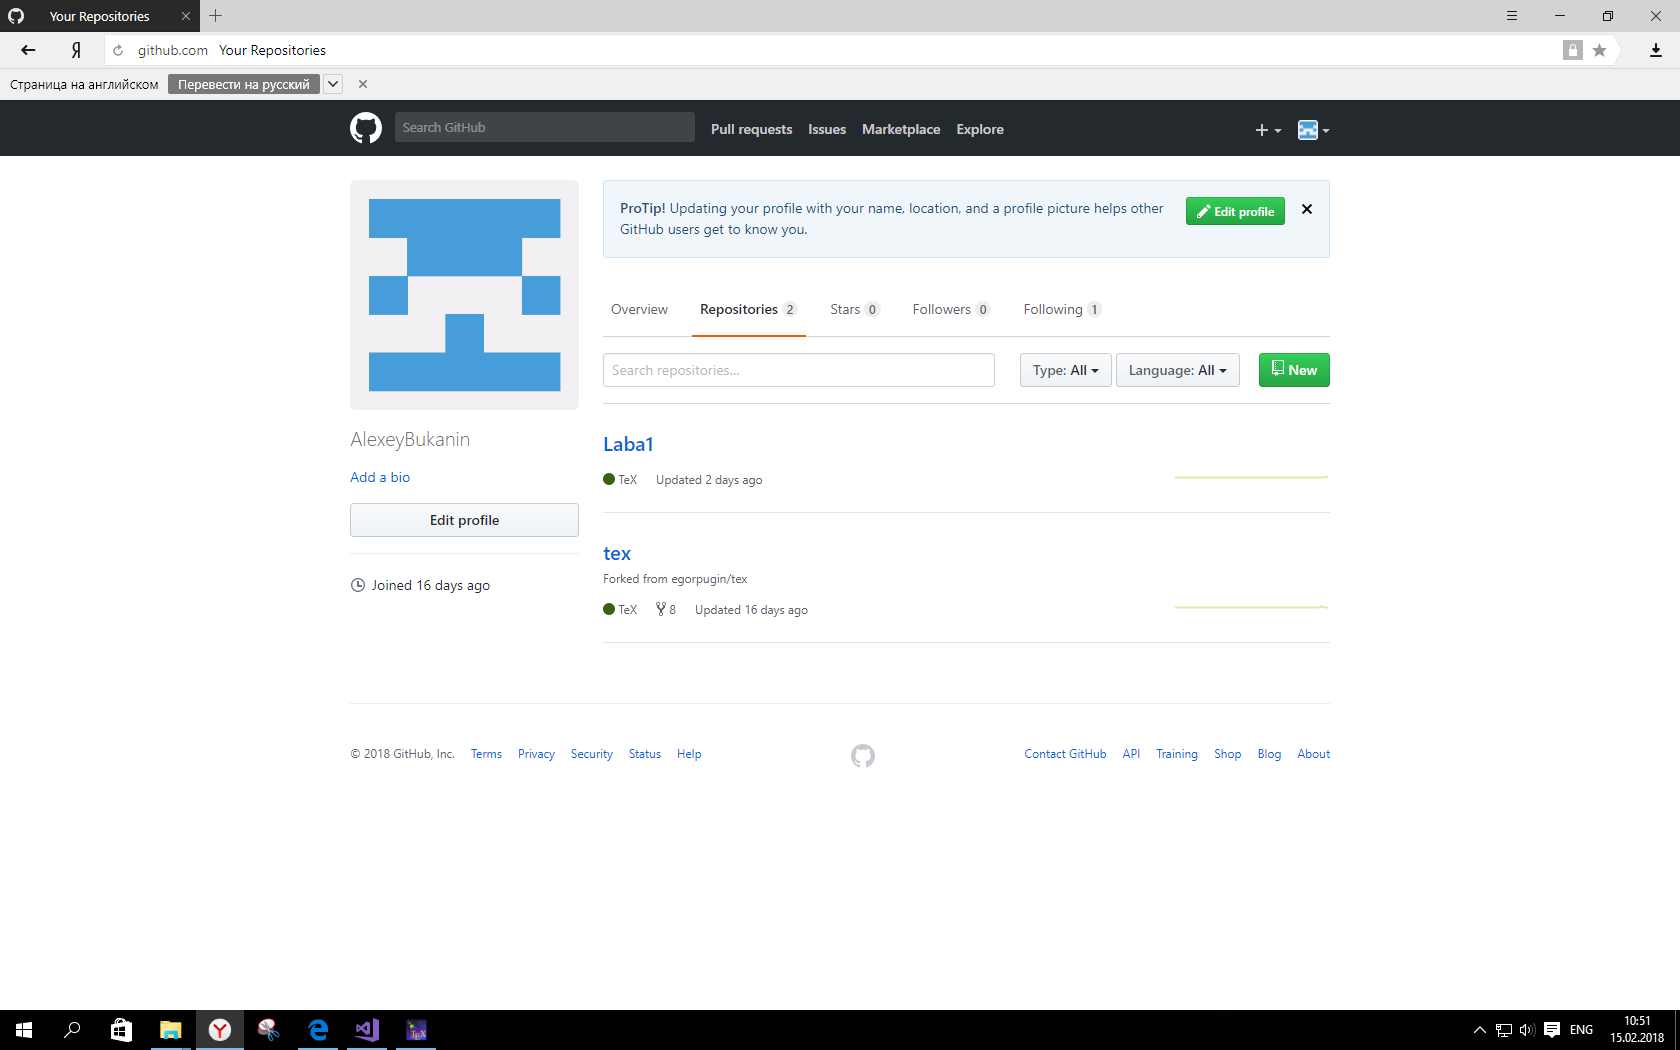 Your Repositories
Я github.com Your Repositories
Страница на английском Перевести на русский
Search GitHub Pull requests Issues Marketplace Explore
ProTip! Updating your profile with your name, location, and a profile picture helps other
GitHub users get to know you.
Edit profile
Overview Repositories 2 Stars 0 Followers 0 Following 1
Search repositories... Type: All Language: All New
AlexeyBukanin
Add a bio
Edit profile
Joined 16 days ago
Laba1
TeX Updated 2 days ago
tex
Forked from egorpugin/tex
TeX 8 Updated 16 days ago
© 2018 GitHub, Inc. Terms Privacy Security Status Help Contact GitHub API Training Shop Blog About
ENG
10:51
15.02.2018